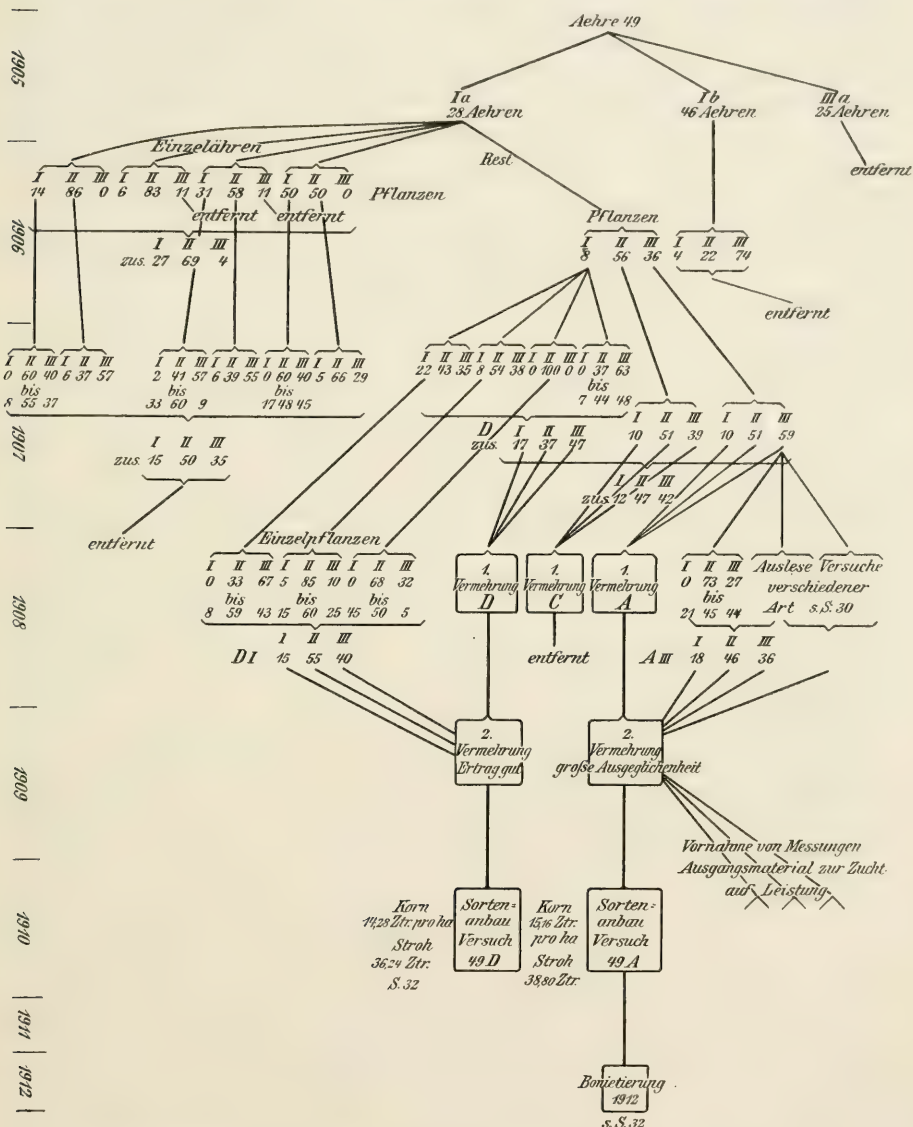 Aehre 49
1905
Ia
28 Aehren
Ib
46 Aehren
IIIa
25 Aehren
Einzelähren
Rest
entfernt
I II III I II III I II III I II III
14 86 0 6 83 11 31 58 11 50 50 0 Pflanzen
entfernt entfernt
1906
I II III
zus. 27 69 4
Pflanzen
I II III I II III
8 56 36 4 22 74
entfernt
1907
I II III I II III I II III I II III I II III I II III
0 60 40 6 37 57 2 41 57 6 39 55 0 60 40 5 66 29
bis bis bis
8 55 37 33 60 9 17 48 45
I II III I II III I II III I II III
22 43 35 8 54 38 0 100 0 0 37 63
bis
7 44 48
I II III I II III
10 51 39 10 51 59
D I II III
zus. 17 37 47
I II III
zus. 15 50 35
I II III
zus. 12 47 42
entfernt
1908
Einzelpflanzen
I II III I II III I II III
0 33 67 5 85 10 0 68 32
bis bis bis
8 59 43 15 60 25 45 50 5
1.
Vermehrung
D
1.
Vermehrung
C
1.
Vermehrung
A
I II III
0 73 27
bis
21 45 44
Auslese Versuche
verschiedener
Art s. S. 30
I II III
D I 15 55 40
entfernt
I II III
A III 18 46 36
1909
2.
Vermehrung
Ertrag gut
2.
Vermehrung
große Ausgeglichenheit
Vornahme von Messungen
Ausgangsmaterial zur Zucht
auf Leistung.
1910
Korn
14,28 Ztr. pro ha
Stroh
36,24 Ztr.
S. 32
Sorten=
anbau
Versuch
49 D
Korn
15,16 Ztr.
pro ha
Stroh
38,80 Ztr.
Sorten=
anbau
Versuch
49 A
1911
1912
Bonietierung
1912
s. S. 32